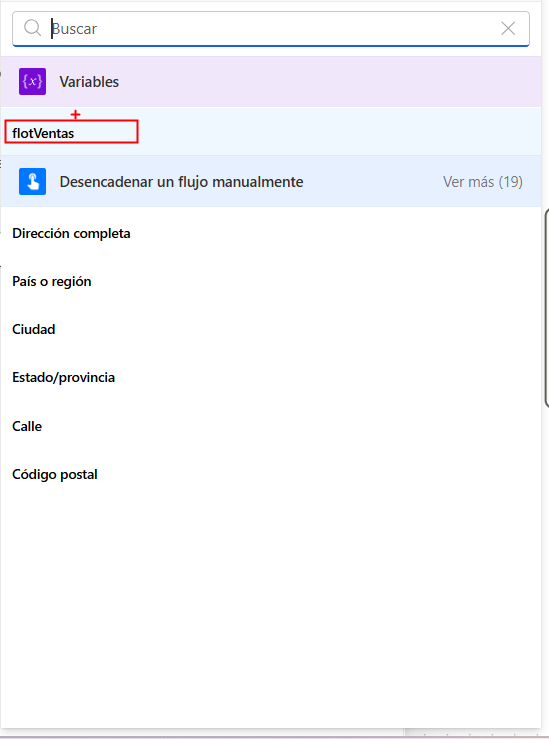 Buscar
{x} Variables
flotVentas
Desencadenar un flujo manualmente Ver más (19)
Dirección completa
País o región
Ciudad
Estado/provincia
Calle
Código postal